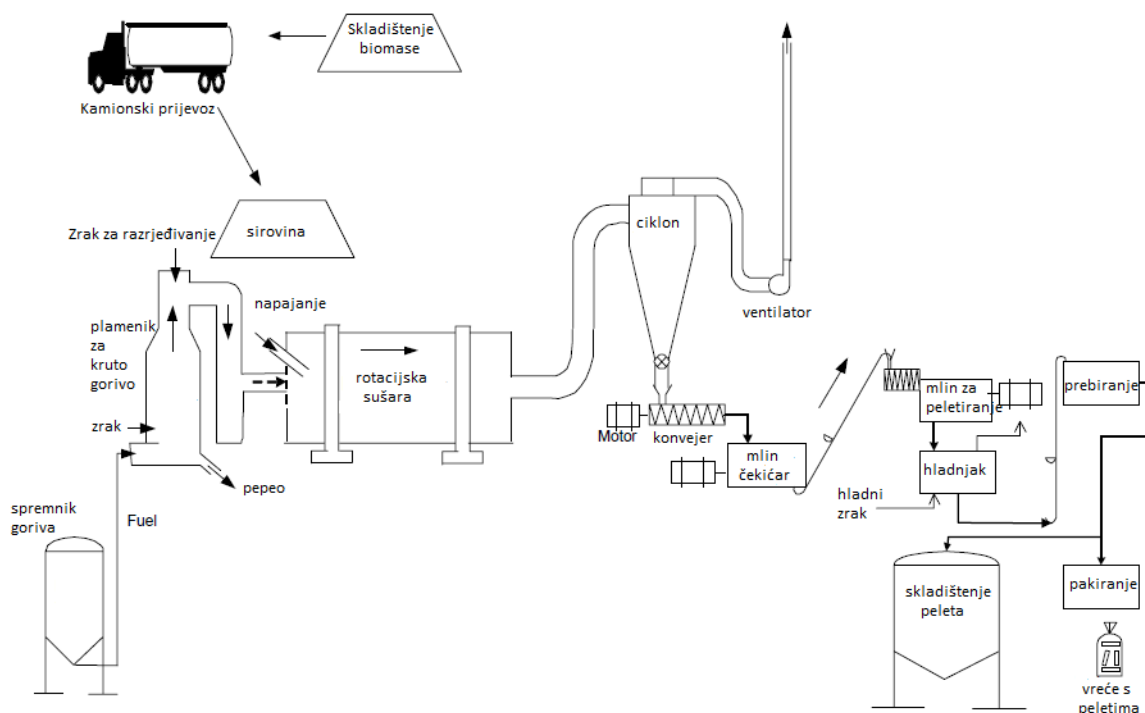 Skladištenje
biomase
Kamionski prijevoz
Zrak za razrjeđivanje
sirovina
ciklon
napajanje
ventilator
plamenik
za
kruto
gorivo
rotacijska
sušara
mlin za
peletiranje
prebiranje
zrak
Motor
konvejer
mlin
čekićar
hladnjak
pepeo
hladni
zrak
spremnik
goriva
Fuel
skladištenje
peleta
pakiranje
vreće s
peletima